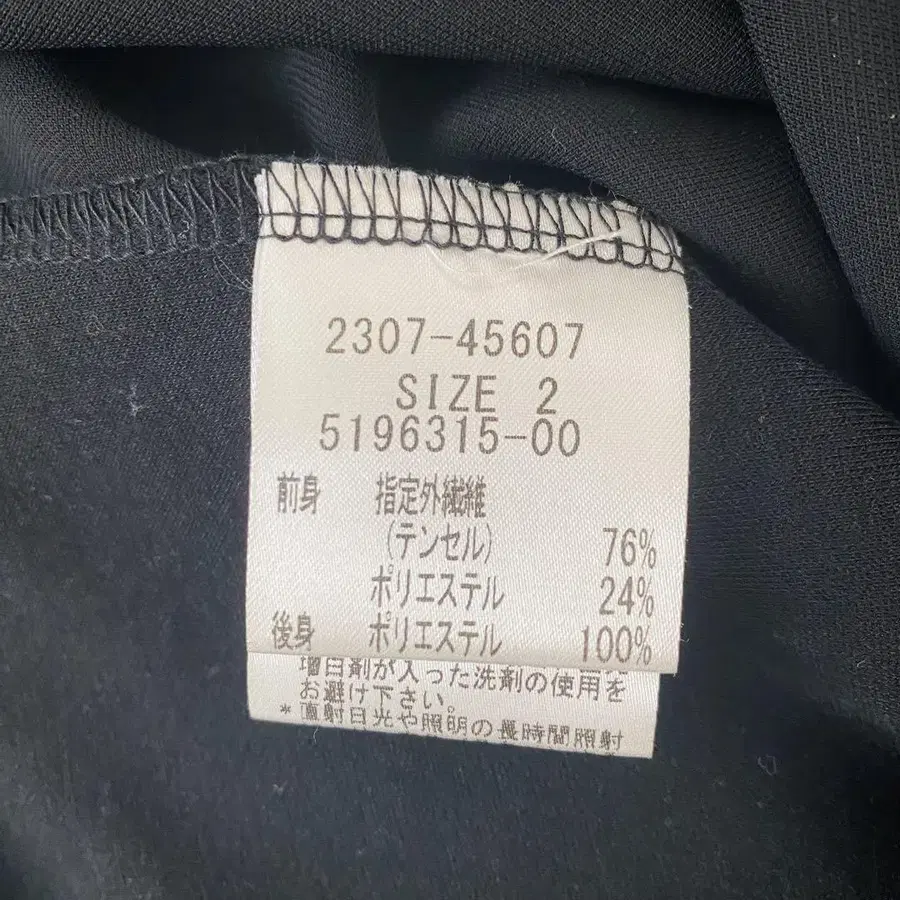 2307-45607
SIZE 2
5196315-00
前身 指定外繊維
(テンセル) 76%
ポリエステル 24%
後身 ポリエステル 100%
増白剤が入った洗剤の使用を
お避け下さい。
*直射日光や照明の長時間照射